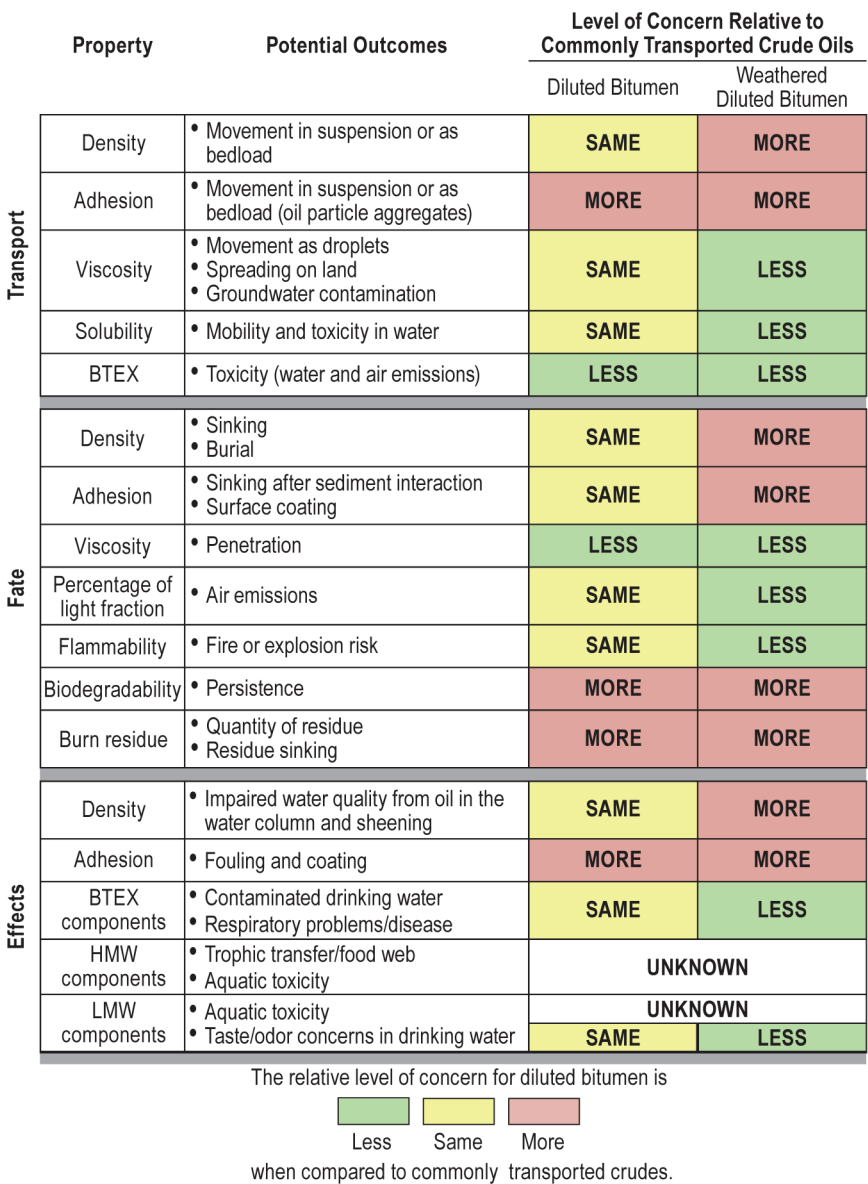 Level of Concern Relative to
Property Potential Outcomes Commonly Transported Crude Oils
Diluted Bitumen Weathered
Diluted Bitumen
Transport
Density • Movement in suspension or as
bedload SAME MORE
Adhesion • Movement in suspension or as
bedload (oil particle aggregates) MORE MORE
Viscosity • Movement as droplets
• Spreading on land
• Groundwater contamination SAME LESS
Solubility • Mobility and toxicity in water SAME LESS
BTEX • Toxicity (water and air emissions) LESS LESS
Fate
Density • Sinking
• Burial SAME MORE
Adhesion • Sinking after sediment interaction
• Surface coating SAME MORE
Viscosity • Penetration LESS LESS
Percentage of
light fraction • Air emissions SAME LESS
Flammability • Fire or explosion risk SAME LESS
Biodegradability • Persistence MORE MORE
Burn residue • Quantity of residue
• Residue sinking MORE MORE
Effects
Density • Impaired water quality from oil in the
water column and sheening SAME MORE
Adhesion • Fouling and coating MORE MORE
BTEX
components • Contaminated drinking water
• Respiratory problems/disease SAME LESS
HMW
components • Trophic transfer/food web
• Aquatic toxicity UNKNOWN
LMW
components • Aquatic toxicity UNKNOWN
• Taste/odor concerns in drinking water SAME LESS
The relative level of concern for diluted bitumen is
Less Same More
when compared to commonly transported crudes.